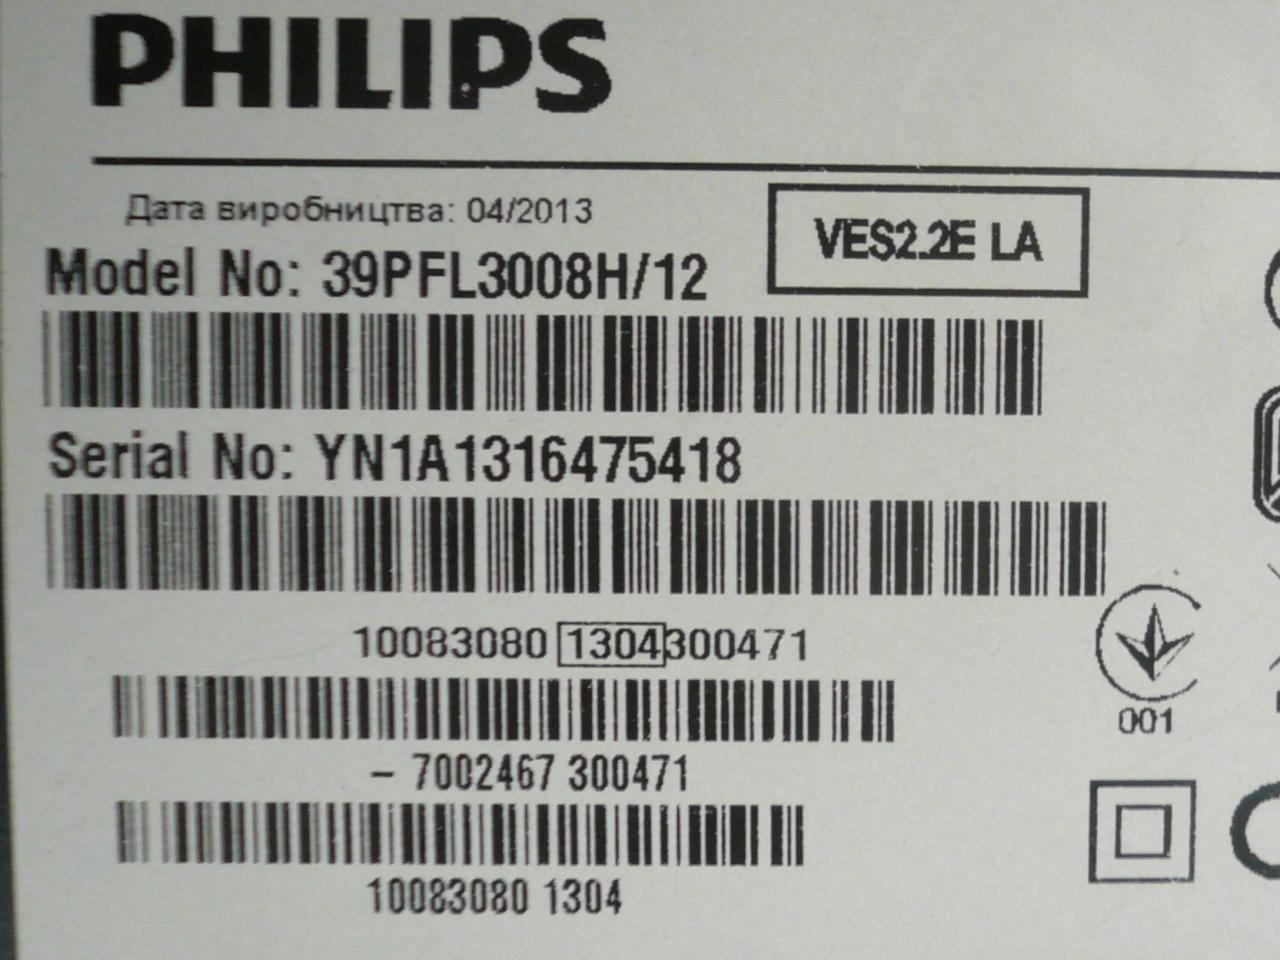 PHILIPS
Дата виробництва: 04/2013
VES2.2E LA
Model No: 39PFL3008H/12
Serial No: YN1A1316475418
10083080 1304300471
001
– 7002467 300471
10083080 1304